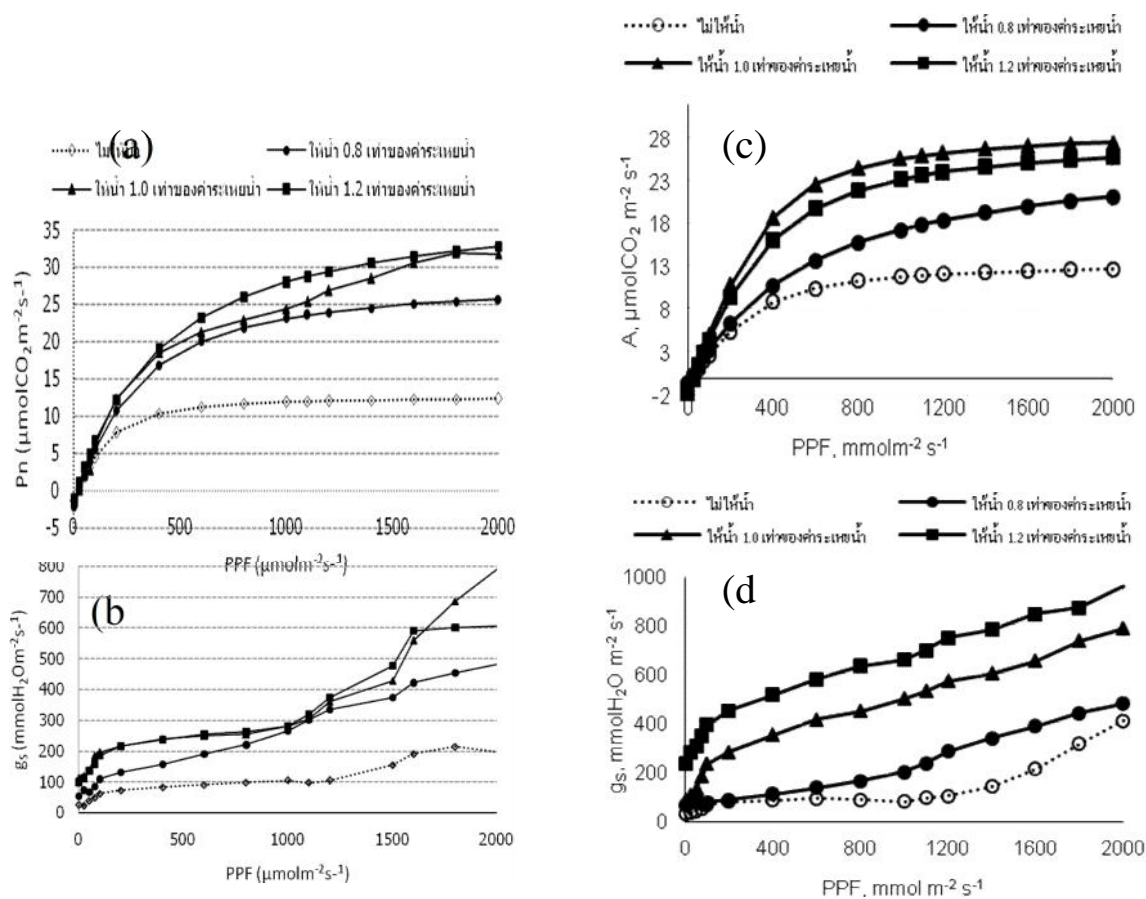 (a)
ให้น้ำ 0.8 เท่าของค่าระเหยน้ำ
ให้น้ำ 1.0 เท่าของค่าระเหยน้ำ
ให้น้ำ 1.2 เท่าของค่าระเหยน้ำ
35
30
25
20
15
10
5
0
-5
Pn (µmolCO₂m⁻²s⁻¹)
500
1000
1500
2000
PPF (µmolm⁻²s⁻¹)
(b
800
700
600
500
400
300
200
100
0
gₛ (mmolH₂Om⁻²s⁻¹)
0
500
1000
1500
2000
PPF (µmolm⁻²s⁻¹)
ไม่ให้น้ำ
ให้น้ำ 0.8 เท่าของค่าระเหยน้ำ
ให้น้ำ 1.0 เท่าของค่าระเหยน้ำ
ให้น้ำ 1.2 เท่าของค่าระเหยน้ำ
(c)
28
23
18
13
8
3
-2
A, µmolCO₂ m⁻² s⁻¹
0
400
800
1200
1600
2000
PPF, mmolm⁻² s⁻¹
ไม่ให้น้ำ
ให้น้ำ 0.8 เท่าของค่าระเหยน้ำ
ให้น้ำ 1.0 เท่าของค่าระเหยน้ำ
ให้น้ำ 1.2 เท่าของค่าระเหยน้ำ
(d
1000
800
600
400
200
0
gₛ, mmolH₂O m⁻² s⁻¹
0
400
800
1200
1600
2000
PPF, mmol m⁻² s⁻¹